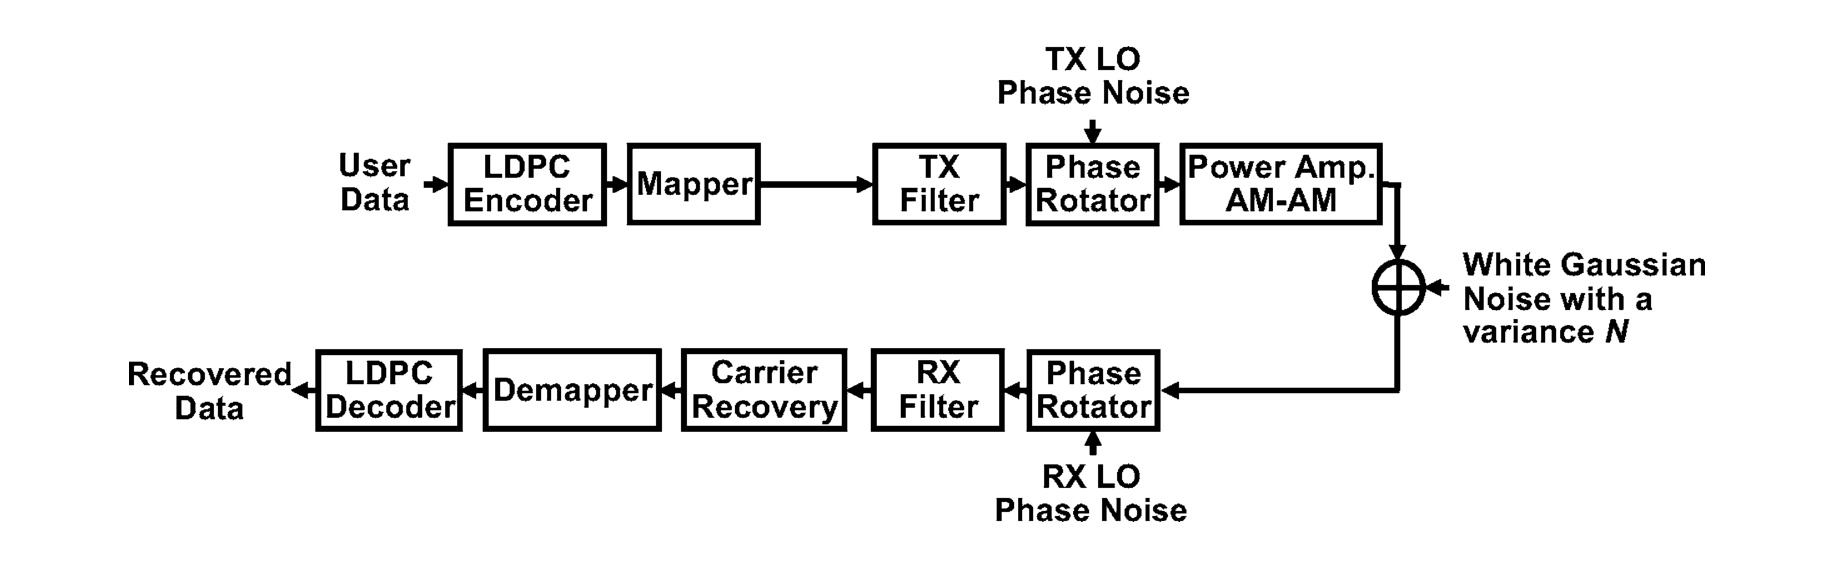 TX LO
Phase Noise
User
Data
LDPC
Encoder
Mapper
TX
Filter
Phase
Rotator
Power Amp.
AM-AM
White Gaussian
Noise with a
variance N
Recovered
Data
LDPC
Decoder
Demapper
Carrier
Recovery
RX
Filter
Phase
Rotator
RX LO
Phase Noise